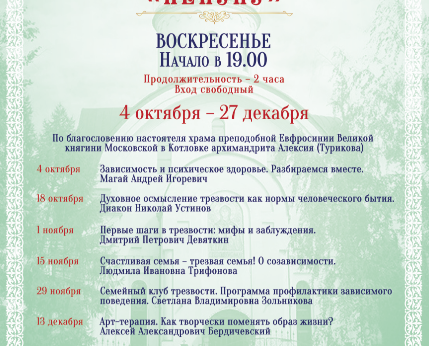 ВОСКРЕСЕНЬЕ
Начало в 19.00
Продолжительность – 2 часа
Вход свободный
4 октября – 27 декабря
По благословению настоятеля храма преподобной Евфросинии Великой
княгини Московской в Котловке архимандрита Алексия (Турикова)
4 октября Зависимость и психическое здоровье. Разбираемся вместе.
Магай Андрей Игоревич
18 октября Духовное осмысление трезвости как нормы человеческого бытия.
Диакон Николай Устинов
1 ноября Первые шаги в трезвости: мифы и заблуждения.
Дмитрий Петрович Девяткин
15 ноября Счастливая семья – трезвая семья! О созависимости.
Людмила Ивановна Трифонова
29 ноября Семейный клуб трезвости. Программа профилактики зависимого
поведения. Светлана Владимировна Зольникова
13 декабря Арт-терапия. Как творчески поменять образ жизни?
Алексей Александрович Бердичевский